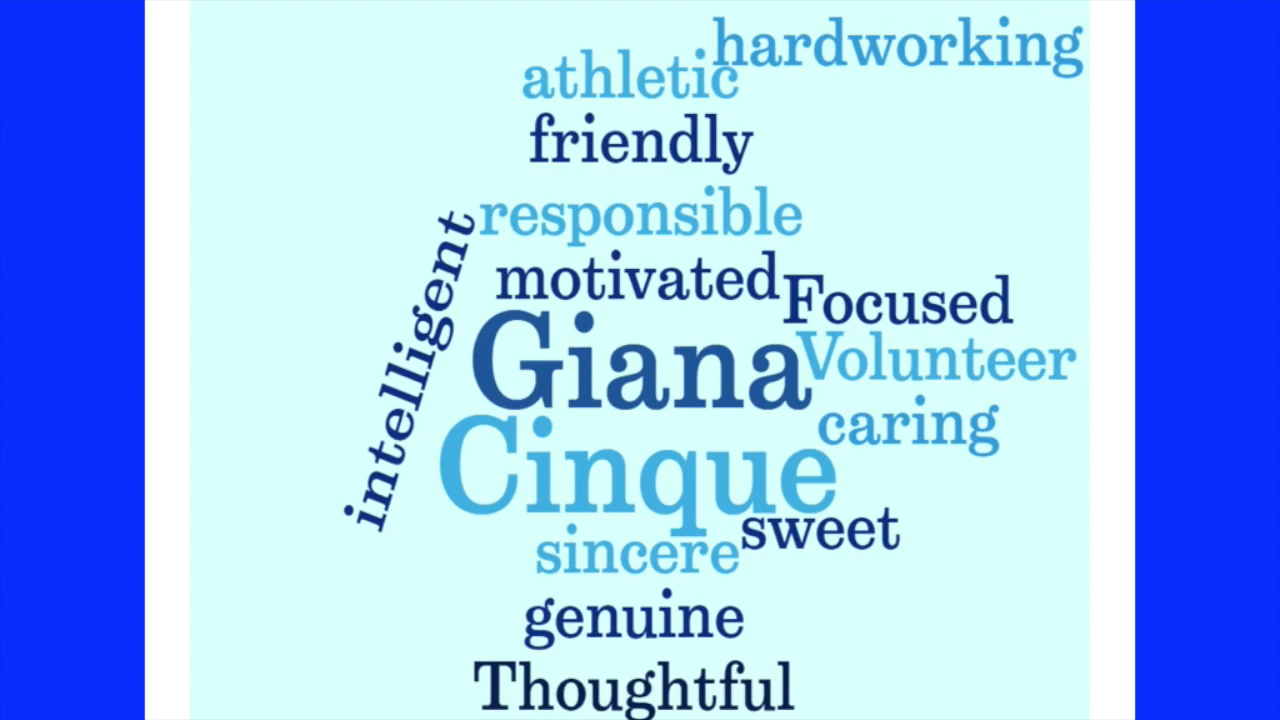 hardworking
athletic
friendly
responsible
intelligent
motivated
Focused
Giana
Volunteer
caring
Cinque
sweet
sincere
genuine
Thoughtful